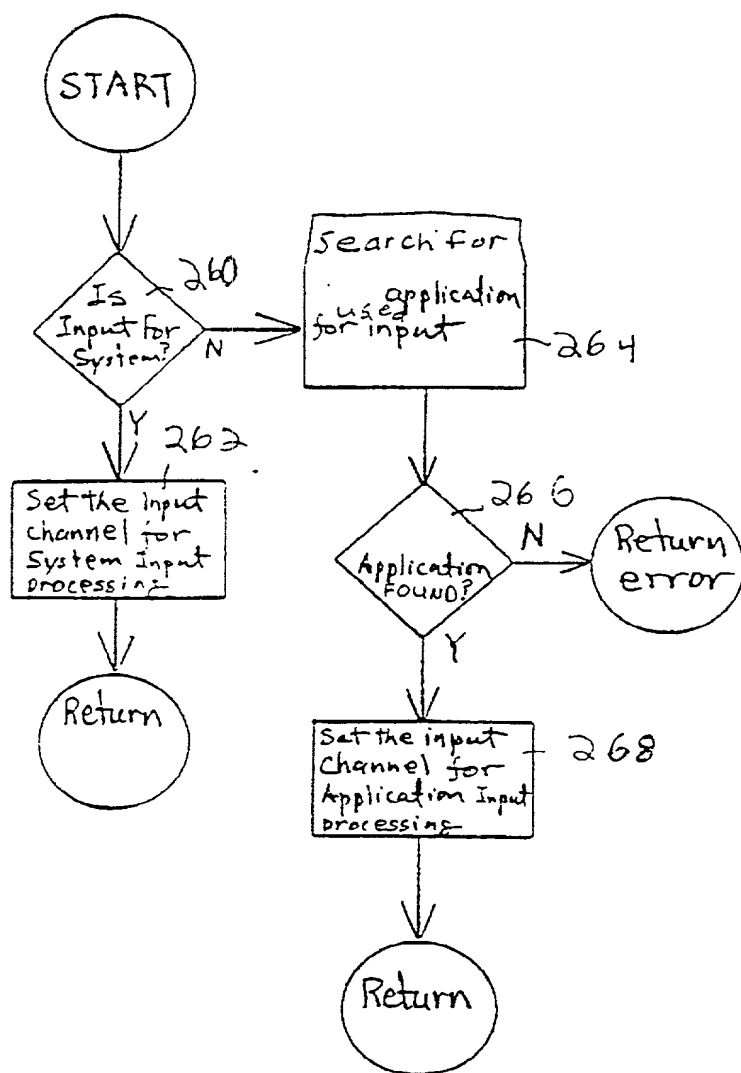 START
260
Is
Input for
System?
N
Y
Search for
used application
for input
264
262
Set the input
channel for
System Input
processing
266
Application
FOUND?
N
Return
error
Y
Return
Set the input
Channel for
Application Input
processing
268
Return